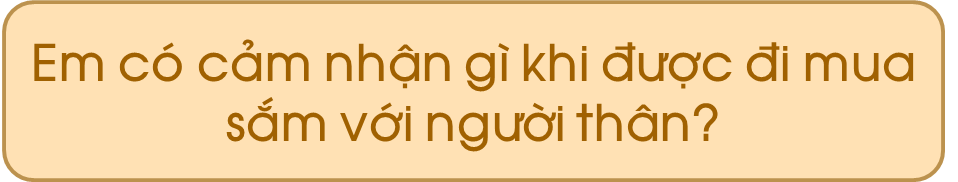 Em có cảm nhận gì khi được đi mua
sắm với người thân?